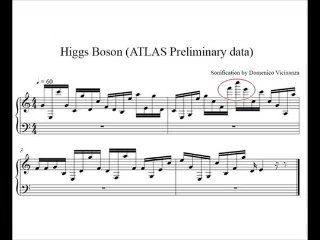 Higgs Boson (ATLAS Preliminary data)
Sonification by Domenico Vicinanza
= 60